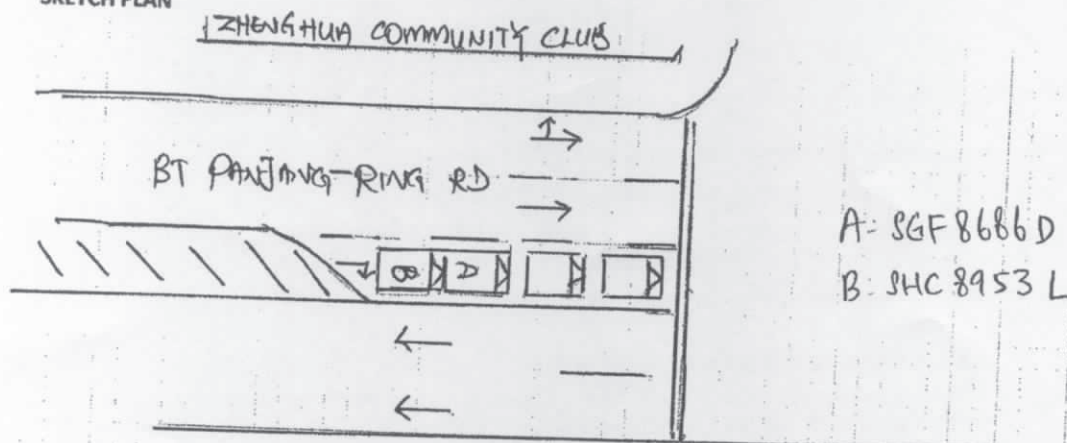 SKETCH PLAN
ZHENGHUA COMMUNITY CLUB
BT PANJANG RING RD
A: SGF 8686 D
B: SHC 8953 L
B